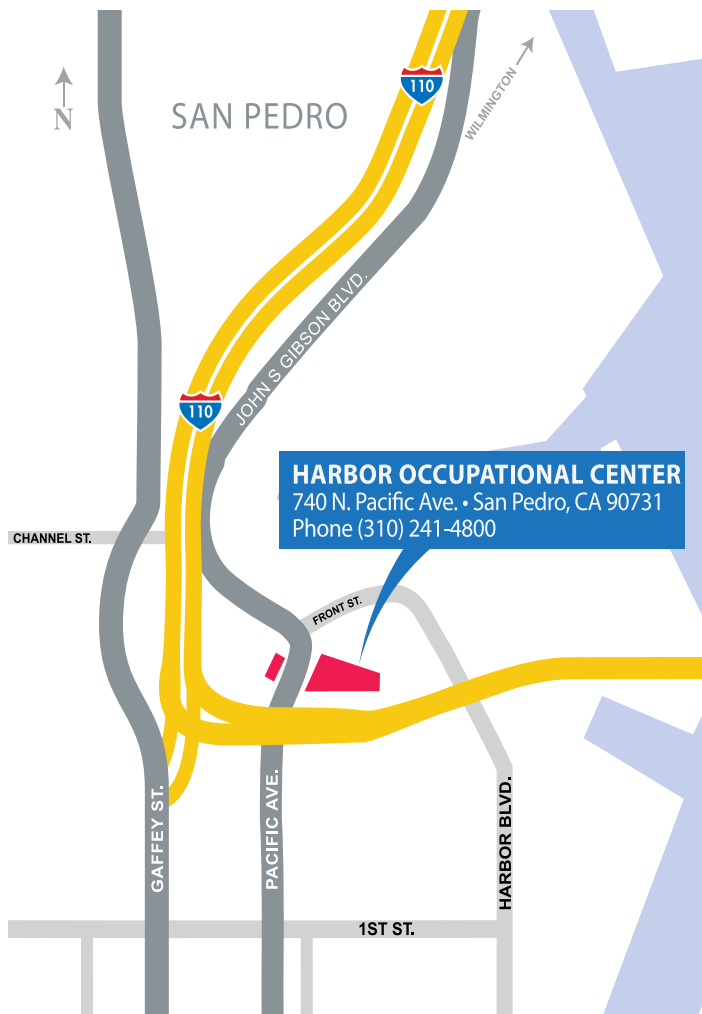 110
WILMINGTON
N
SAN PEDRO
JOHN S GIBSON BLVD.
110
HARBOR OCCUPATIONAL CENTER
740 N. Pacific Ave. • San Pedro, CA 90731
Phone (310) 241-4800
CHANNEL ST.
FRONT ST.
GAFFEY ST.
PACIFIC AVE.
HARBOR BLVD.
1ST ST.